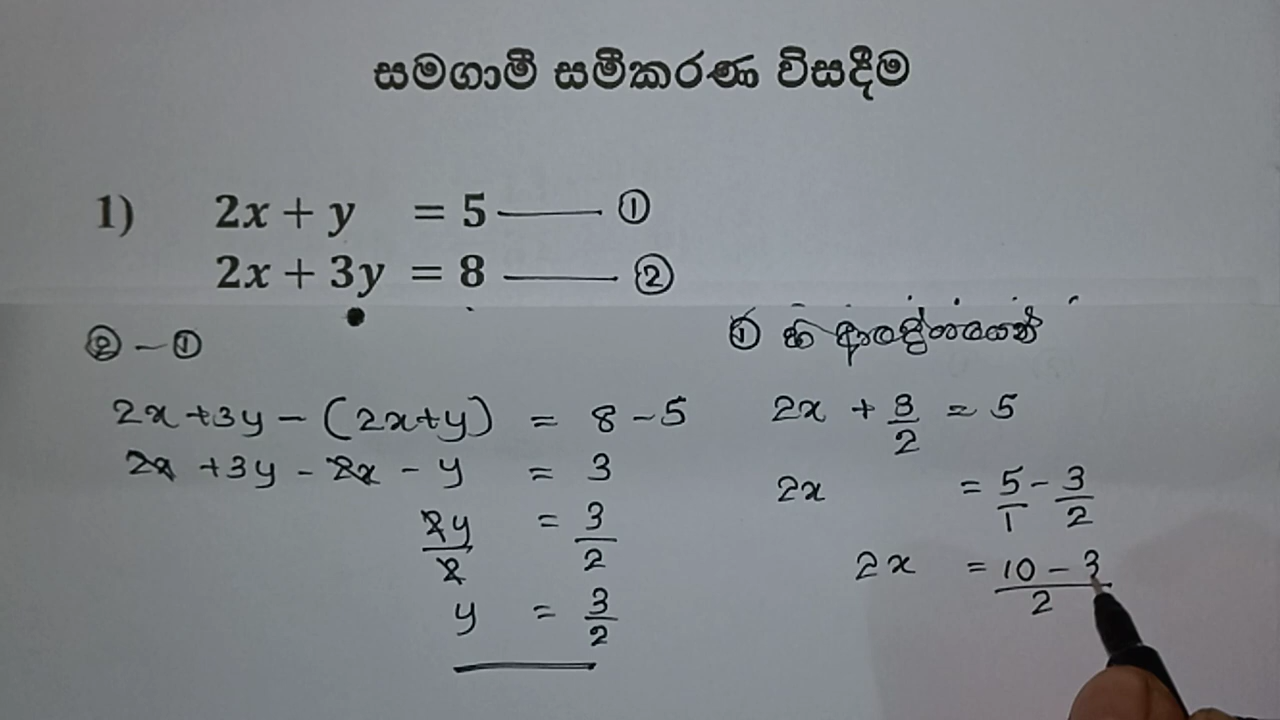 සමගාමී සමීකරණ විසදීම
1) 2x + y = 5 —— ①
2x + 3y = 8 —— ②
② — ①
2x + 3y − (2x+y) = 8 − 5
2x + 3y − 2x − y = 3
2y/2 = 3/2
y = 3/2
① හි ආදේශයෙන්
2x + 3/2 = 5
2x = 5/1 − 3/2
2x = 10 − 3/2